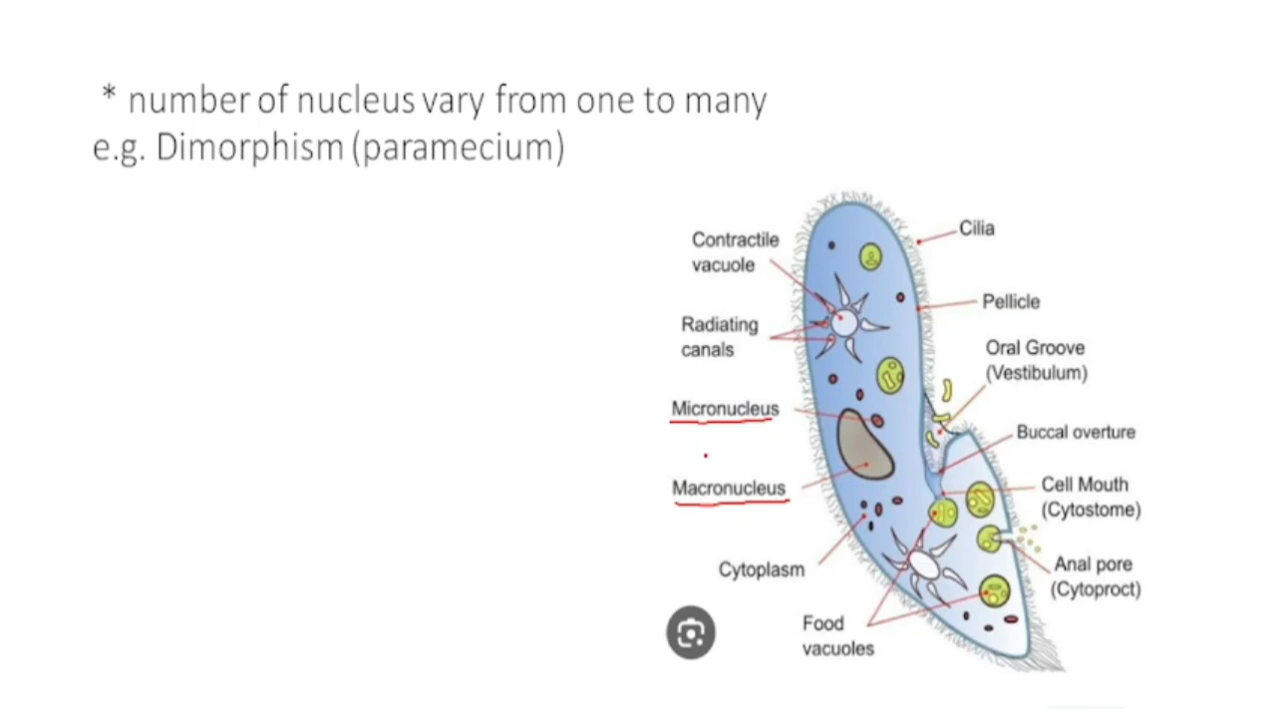 * number of nucleus vary from one to many
e.g. Dimorphism (paramecium)
Contractile
vacuole
Cilia
Pellicle
Radiating
canals
Oral Groove
(Vestibulum)
Micronucleus
Buccal overture
Macronucleus
Cell Mouth
(Cytostome)
Cytoplasm
Anal pore
(Cytoproct)
Food
vacuoles